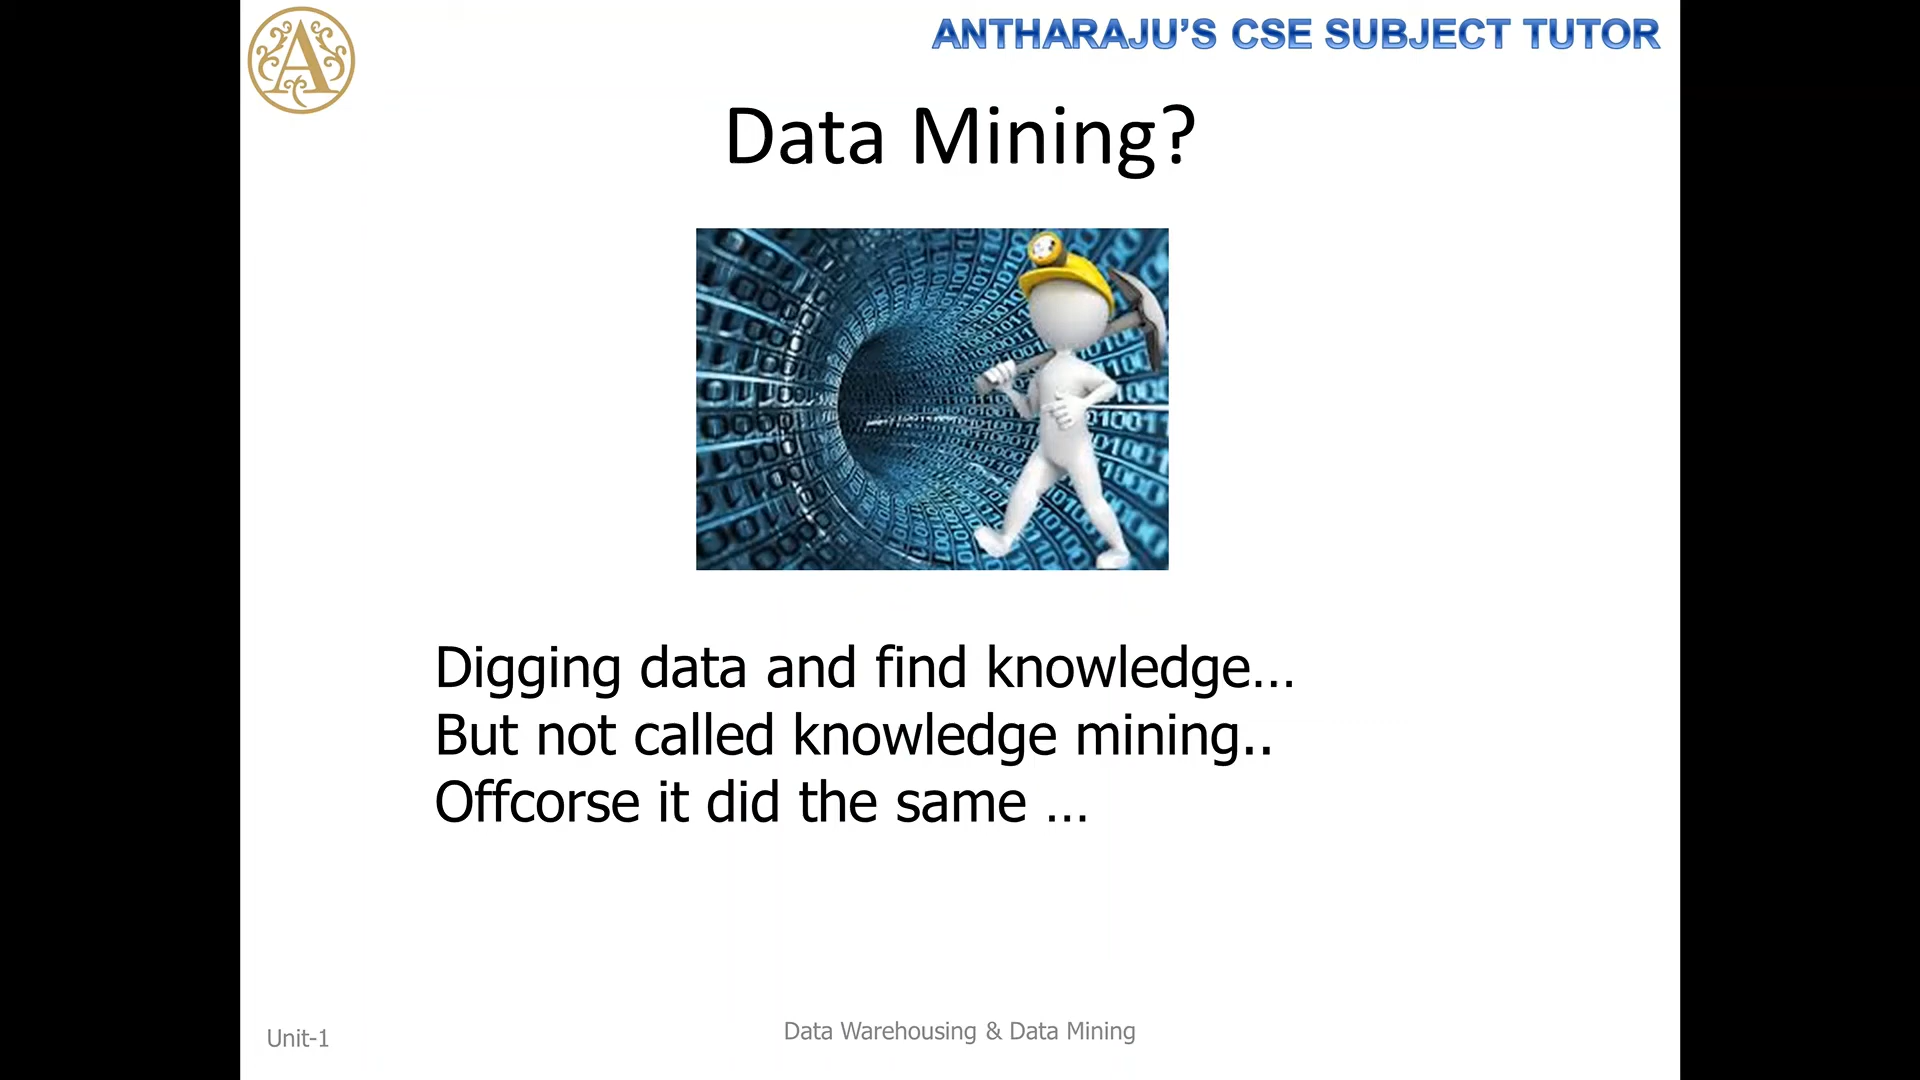 ANTHARAJU'S CSE SUBJECT TUTOR
A
Data Mining?
Digging data and find knowledge…
But not called knowledge mining..
Offcorse it did the same …
Unit-1
Data Warehousing & Data Mining